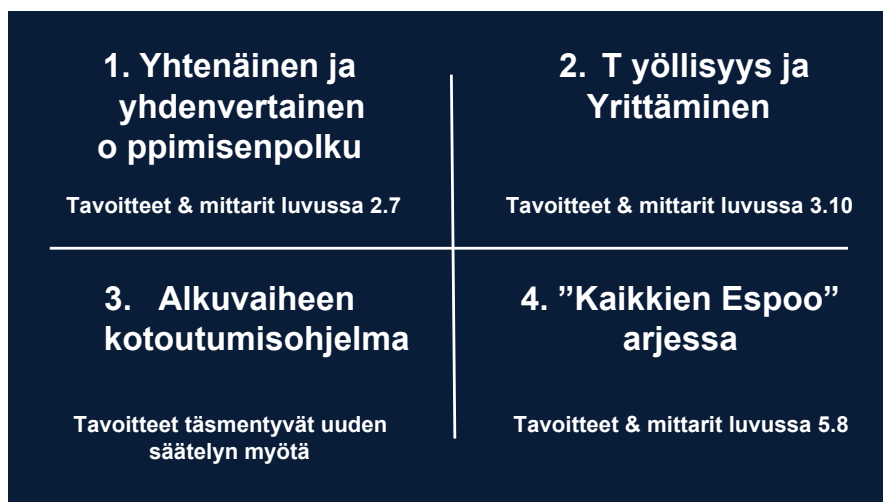 1. Yhtenäinen ja
yhdenvertainen
o ppimisenpolku
Tavoitteet & mittarit luvussa 2.7
2. T yöllisyys ja
Yrittäminen
Tavoitteet & mittarit luvussa 3.10
3. Alkuvaiheen
kotoutumisohjelma
Tavoitteet täsmentyvät uuden
säätelyn myötä
4. ”Kaikkien Espoo”
arjessa
Tavoitteet & mittarit luvussa 5.8